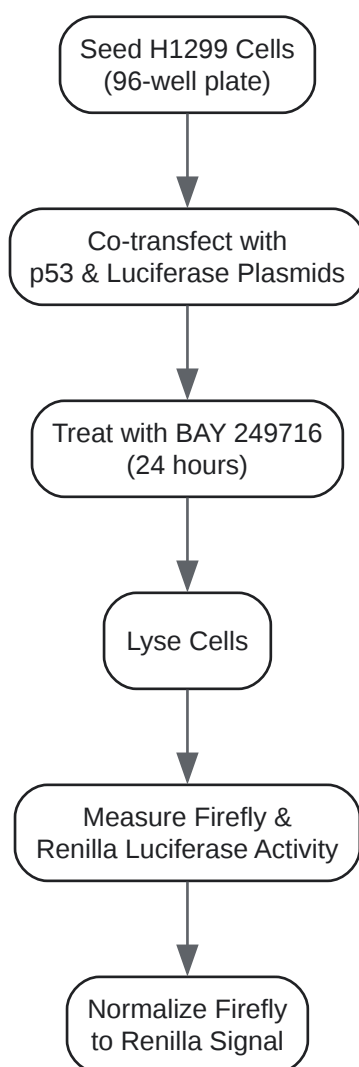 Seed H1299 Cells
(96-well plate)
Co-transfect with
p53 & Luciferase Plasmids
Treat with BAY 249716
(24 hours)
Lyse Cells
Measure Firefly &
Renilla Luciferase Activity
Normalize Firefly
to Renilla Signal